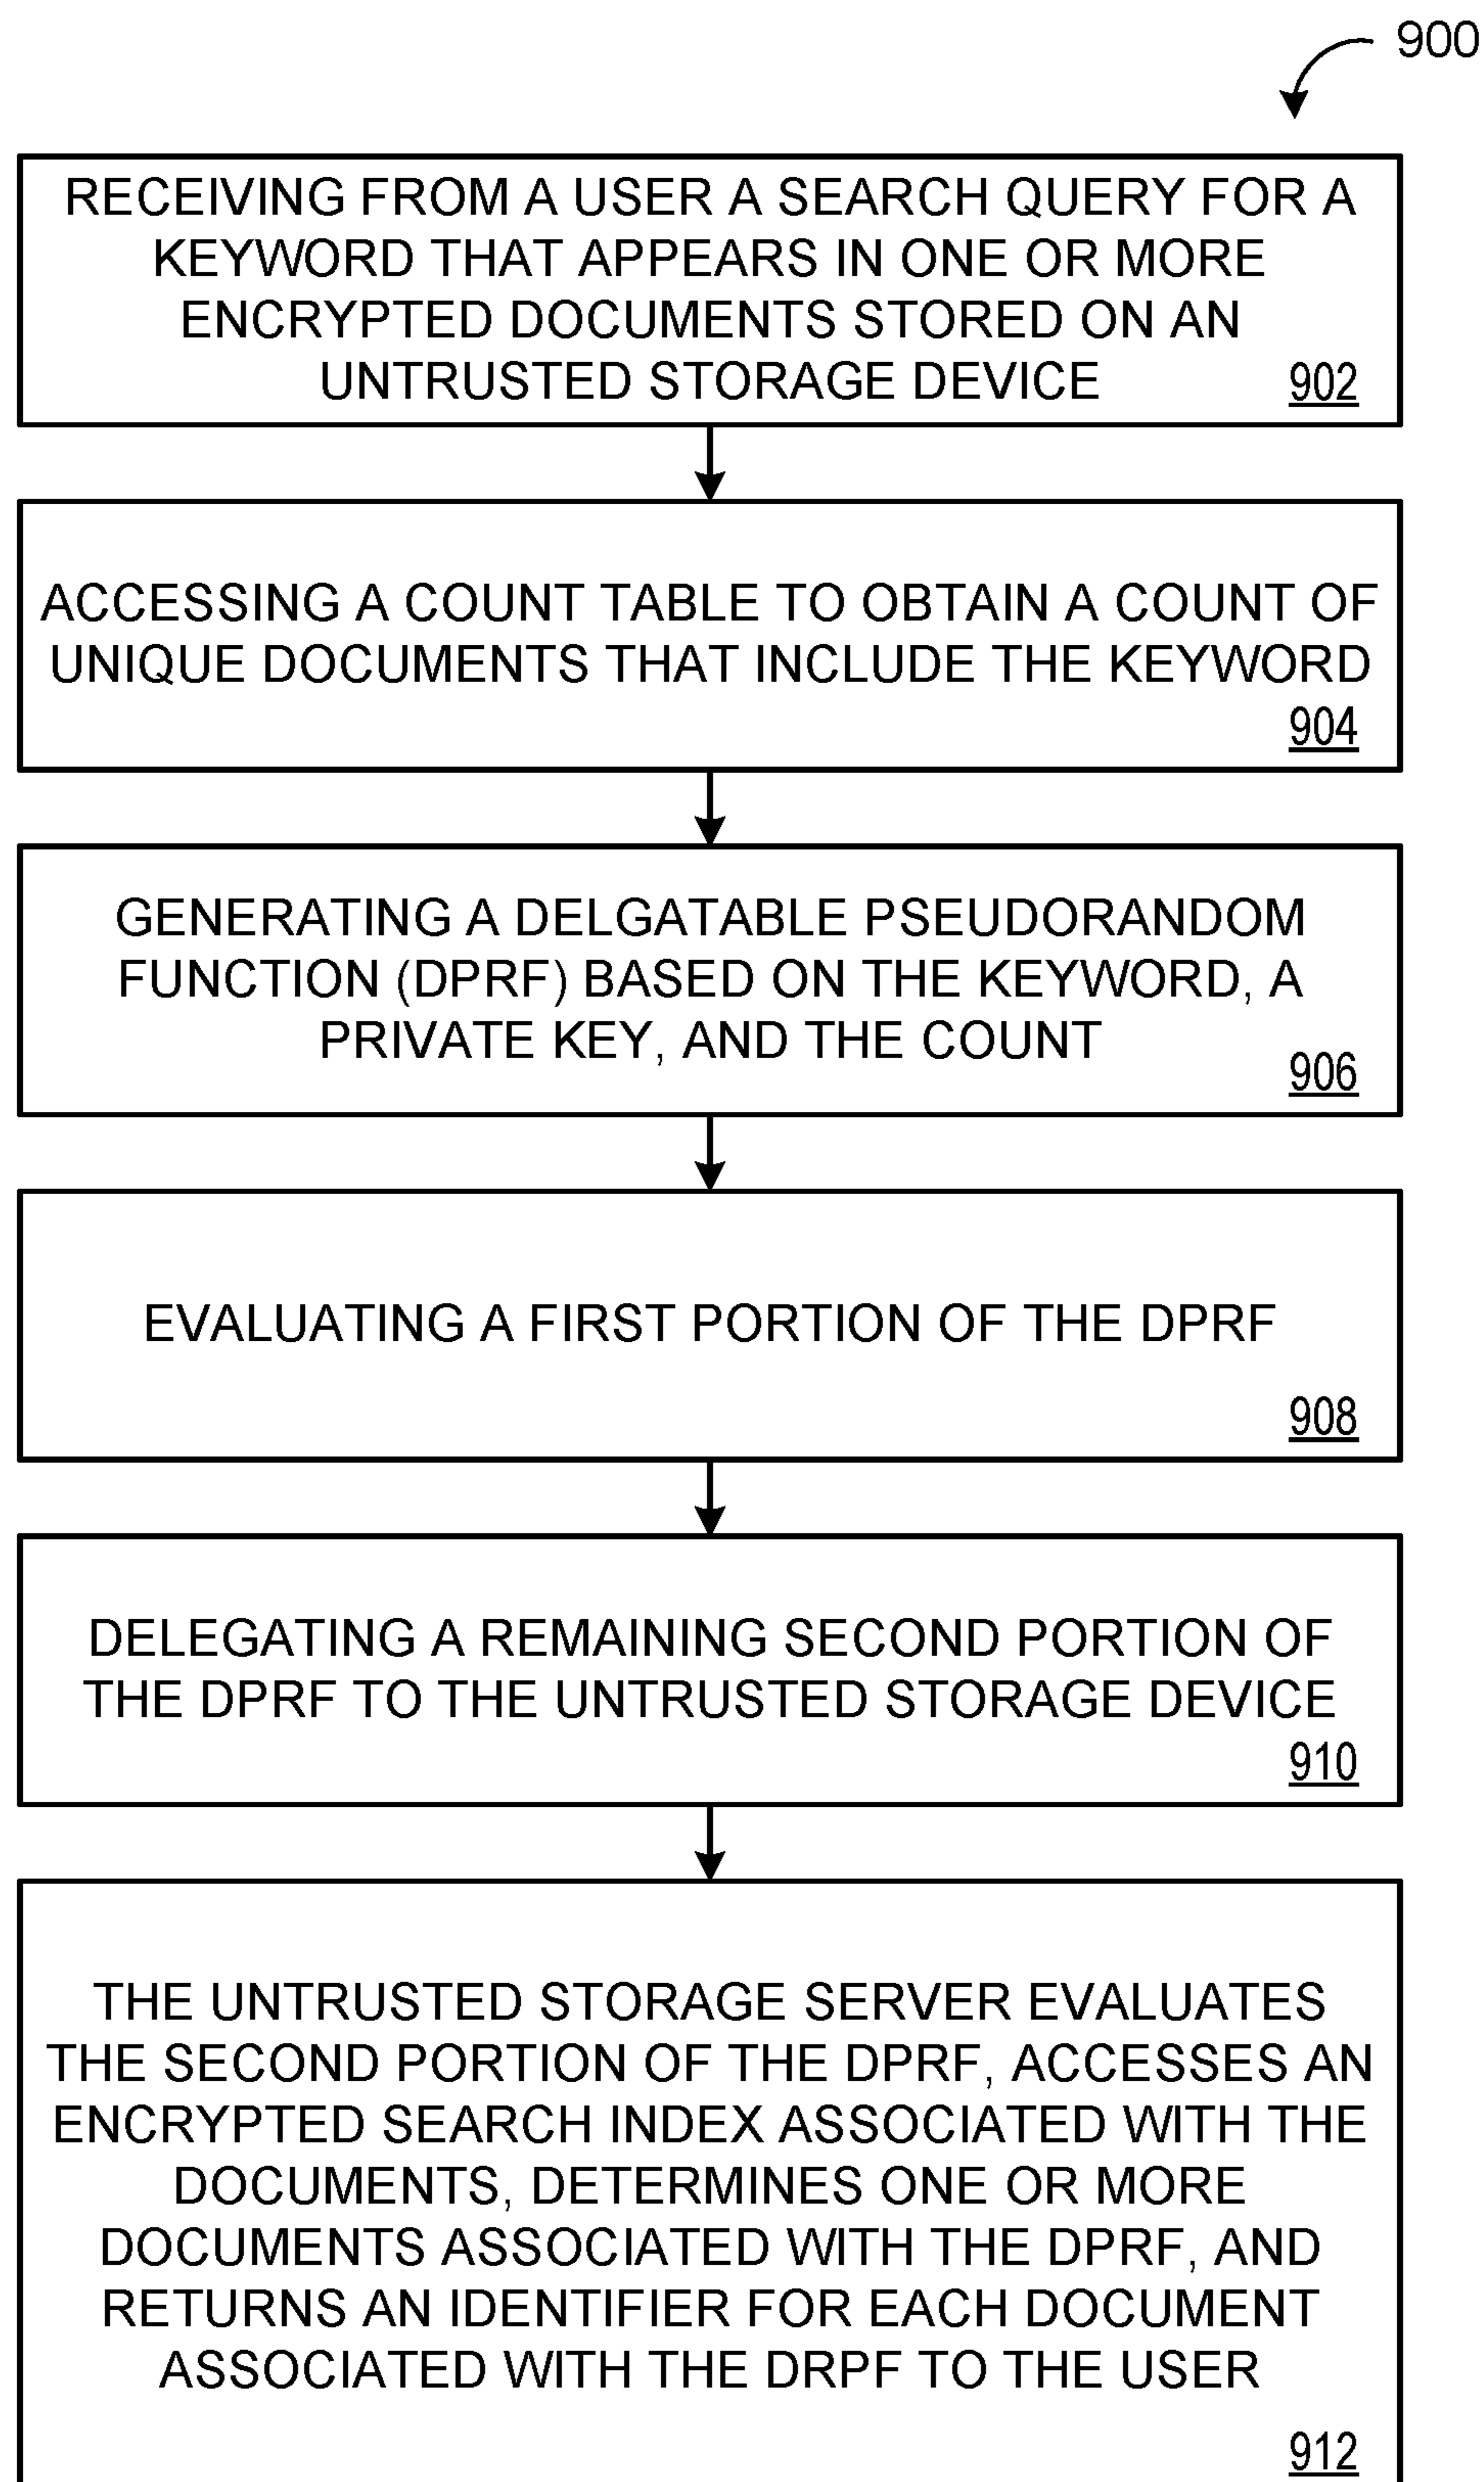 900
RECEIVING FROM A USER A SEARCH QUERY FOR A
KEYWORD THAT APPEARS IN ONE OR MORE
ENCRYPTED DOCUMENTS STORED ON AN
UNTRUSTED STORAGE DEVICE
902
ACCESSING A COUNT TABLE TO OBTAIN A COUNT OF
UNIQUE DOCUMENTS THAT INCLUDE THE KEYWORD
904
GENERATING A DELGATABLE PSEUDORANDOM
FUNCTION (DPRF) BASED ON THE KEYWORD, A
PRIVATE KEY, AND THE COUNT
906
EVALUATING A FIRST PORTION OF THE DPRF
908
DELEGATING A REMAINING SECOND PORTION OF
THE DPRF TO THE UNTRUSTED STORAGE DEVICE
910
THE UNTRUSTED STORAGE SERVER EVALUATES
THE SECOND PORTION OF THE DPRF, ACCESSES AN
ENCRYPTED SEARCH INDEX ASSOCIATED WITH THE
DOCUMENTS, DETERMINES ONE OR MORE
DOCUMENTS ASSOCIATED WITH THE DPRF, AND
RETURNS AN IDENTIFIER FOR EACH DOCUMENT
ASSOCIATED WITH THE DRPF TO THE USER
912